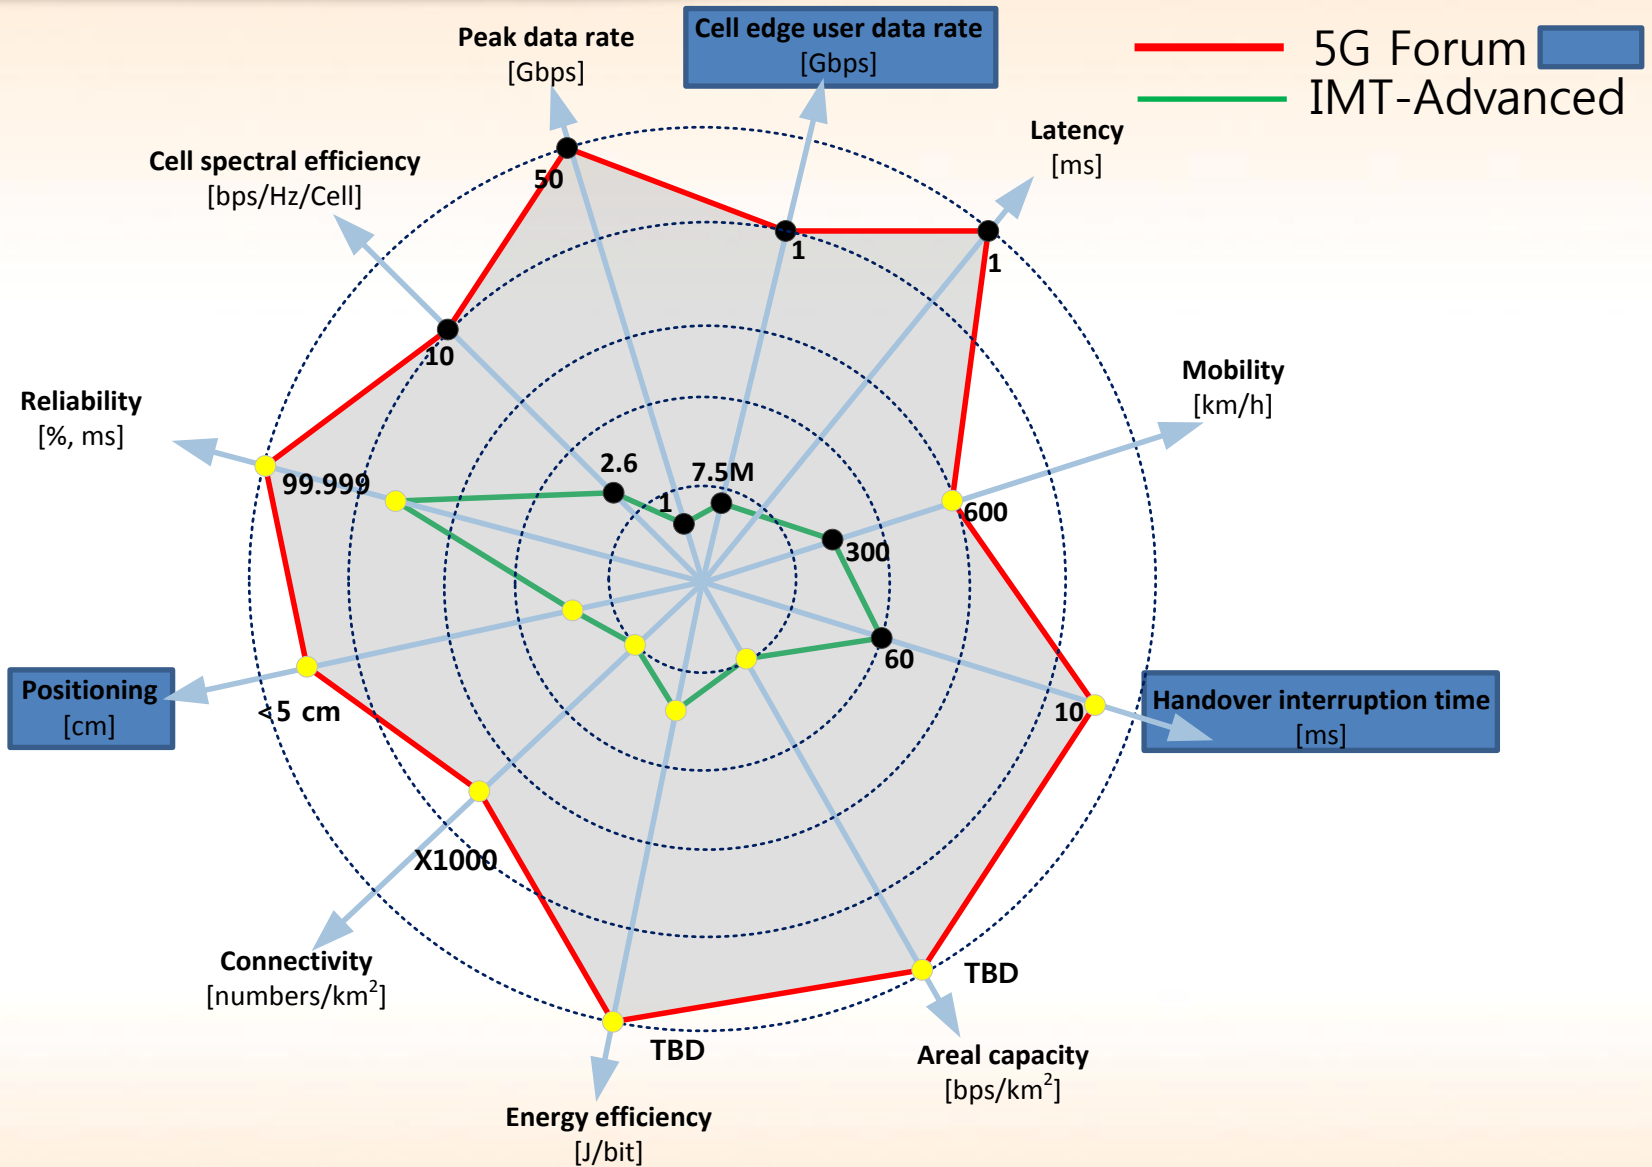 Peak data rate
[Gbps]
Cell edge user data rate
[Gbps]
5G Forum
IMT-Advanced
Latency
[ms]
Cell spectral efficiency
[bps/Hz/Cell]
50
1
1
10
Mobility
[km/h]
Reliability
[%, ms]
99.999
2.6
1
7.5M
600
300
60
Positioning
[cm]
< 5 cm
10
Handover interruption time
[ms]
X1000
Connectivity
[numbers/km²]
TBD
TBD
Areal capacity
[bps/km²]
Energy efficiency
[J/bit]